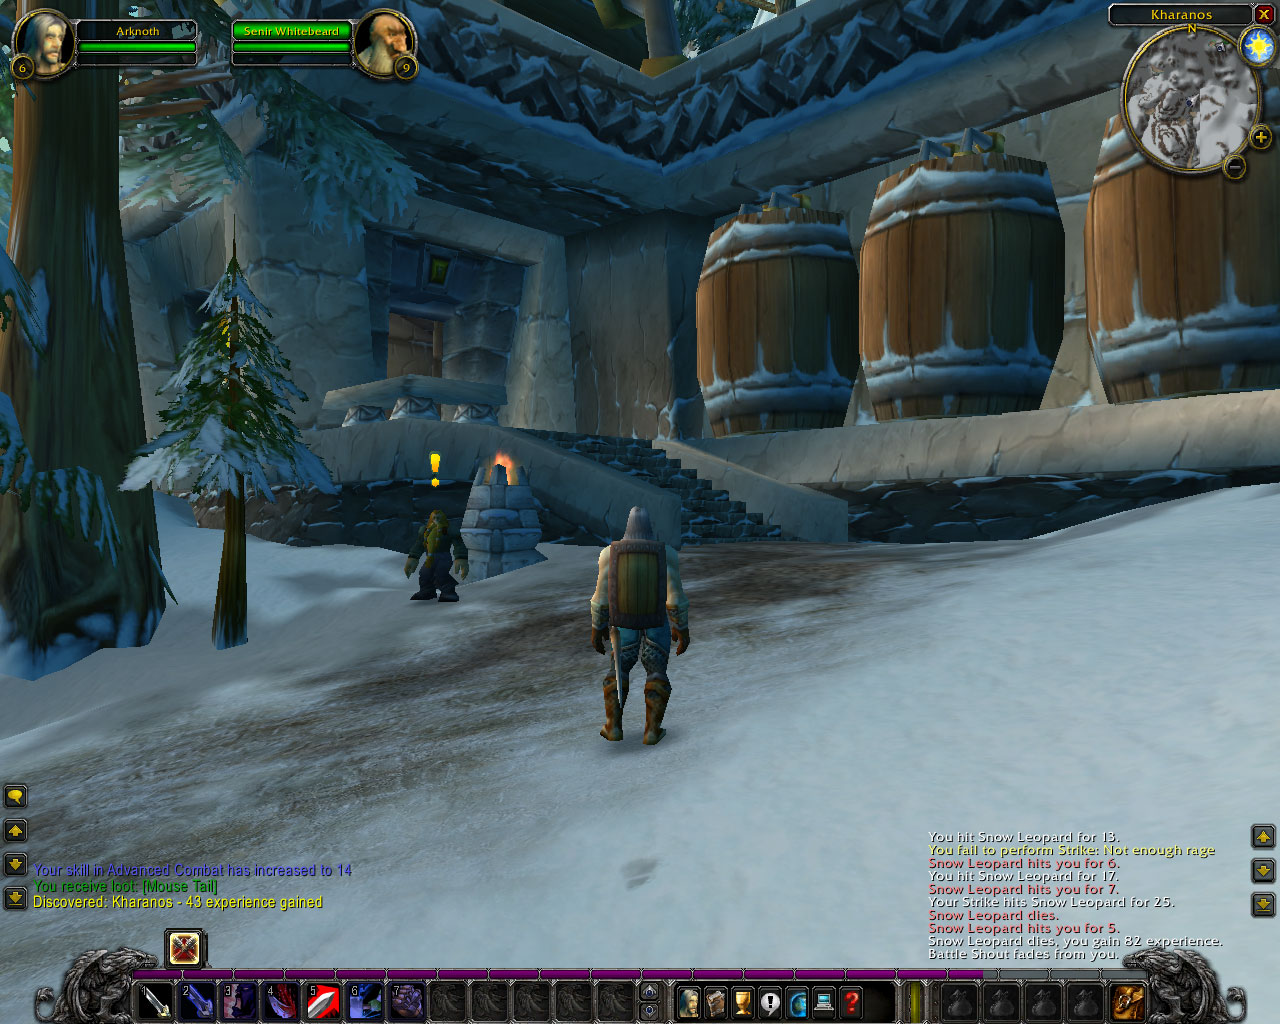 Arknoth
6
Senir Whitebeard
9
Kharanos
N
You hit Snow Leopard for 13.
You fail to perform Strike: Not enough rage
Snow Leopard hits you for 6.
You hit Snow Leopard for 17.
Snow Leopard hits you for 7.
Your Strike hits Snow Leopard for 25.
Snow Leopard dies.
Snow Leopard hits you for 5.
Snow Leopard dies, you gain 82 experience.
Battle Shout fades from you.
Your skill in Advanced Combat has increased to 14
You receive loot: [Mouse Tail]
Discovered: Kharanos - 43 experience gained
1 2 3 4 5 6 7